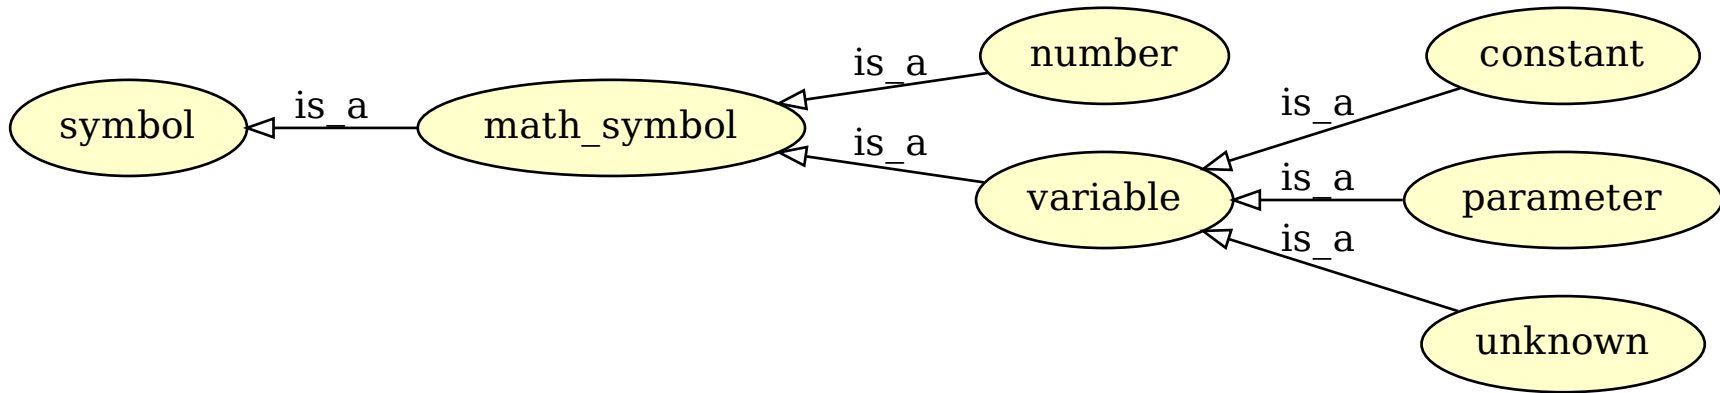 symbol
is_a
math_symbol
is_a
number
is_a
variable
is_a
constant
is_a
parameter
is_a
unknown